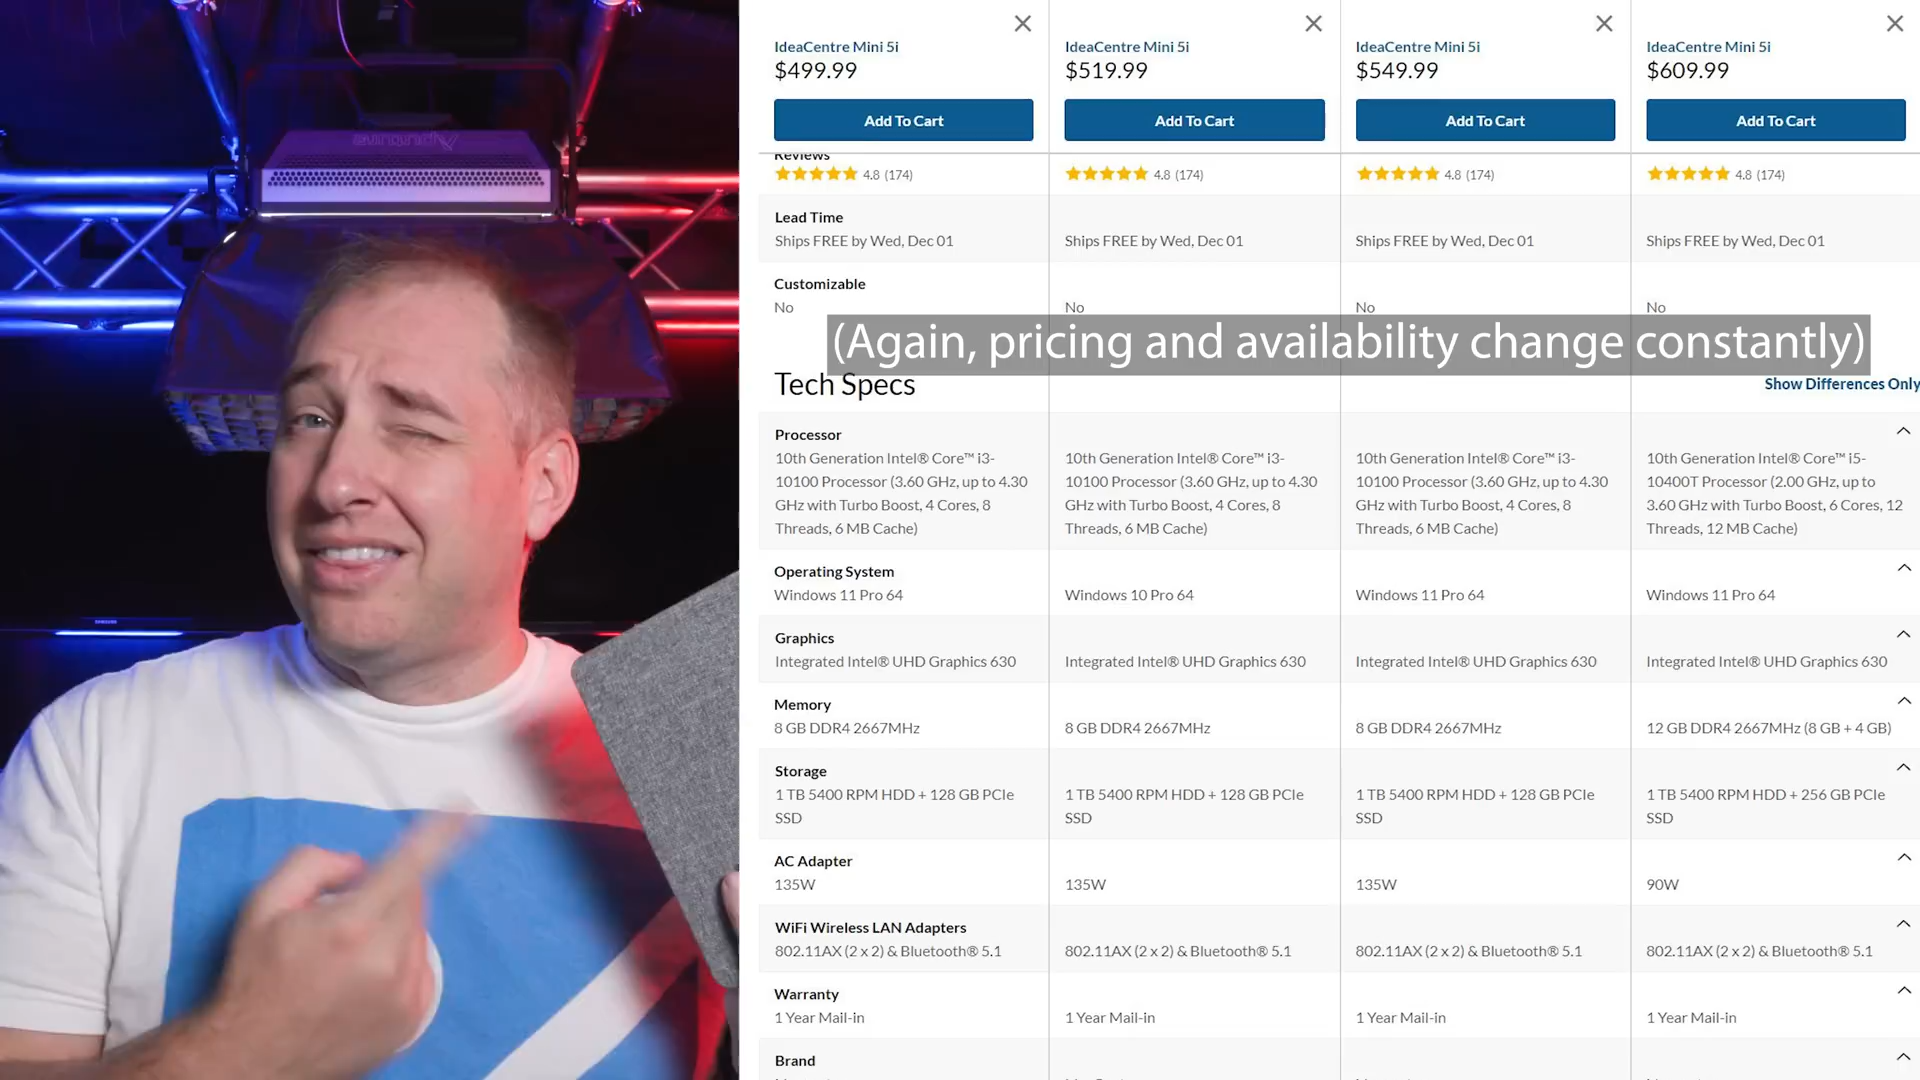 IdeaCentre Mini 5i
$499.99
Add To Cart
IdeaCentre Mini 5i
$519.99
Add To Cart
IdeaCentre Mini 5i
$549.99
Add To Cart
IdeaCentre Mini 5i
$609.99
Add To Cart
Reviews
4.8 (174)
4.8 (174)
4.8 (174)
4.8 (174)
Lead Time
Ships FREE by Wed, Dec 01
Ships FREE by Wed, Dec 01
Ships FREE by Wed, Dec 01
Ships FREE by Wed, Dec 01
Customizable
No
No
No
No
(Again, pricing and availability change constantly)
Tech Specs
Show Differences Only
Processor
10th Generation Intel® Core™ i3-
10100 Processor (3.60 GHz, up to 4.30
GHz with Turbo Boost, 4 Cores, 8
Threads, 6 MB Cache)
10th Generation Intel® Core™ i3-
10100 Processor (3.60 GHz, up to 4.30
GHz with Turbo Boost, 4 Cores, 8
Threads, 6 MB Cache)
10th Generation Intel® Core™ i3-
10100 Processor (3.60 GHz, up to 4.30
GHz with Turbo Boost, 4 Cores, 8
Threads, 6 MB Cache)
10th Generation Intel® Core™ i5-
10400T Processor (2.00 GHz, up to
3.60 GHz with Turbo Boost, 6 Cores, 12
Threads, 12 MB Cache)
Operating System
Windows 11 Pro 64
Windows 10 Pro 64
Windows 11 Pro 64
Windows 11 Pro 64
Graphics
Integrated Intel® UHD Graphics 630
Integrated Intel® UHD Graphics 630
Integrated Intel® UHD Graphics 630
Integrated Intel® UHD Graphics 630
Memory
8 GB DDR4 2667MHz
8 GB DDR4 2667MHz
8 GB DDR4 2667MHz
12 GB DDR4 2667MHz (8 GB + 4 GB)
Storage
1 TB 5400 RPM HDD + 128 GB PCIe
SSD
1 TB 5400 RPM HDD + 128 GB PCIe
SSD
1 TB 5400 RPM HDD + 128 GB PCIe
SSD
1 TB 5400 RPM HDD + 256 GB PCIe
SSD
AC Adapter
135W
135W
135W
90W
WiFi Wireless LAN Adapters
802.11AX (2 x 2) & Bluetooth® 5.1
802.11AX (2 x 2) & Bluetooth® 5.1
802.11AX (2 x 2) & Bluetooth® 5.1
802.11AX (2 x 2) & Bluetooth® 5.1
Warranty
1 Year Mail-in
1 Year Mail-in
1 Year Mail-in
1 Year Mail-in
Brand
Aputure
SAMSUNG